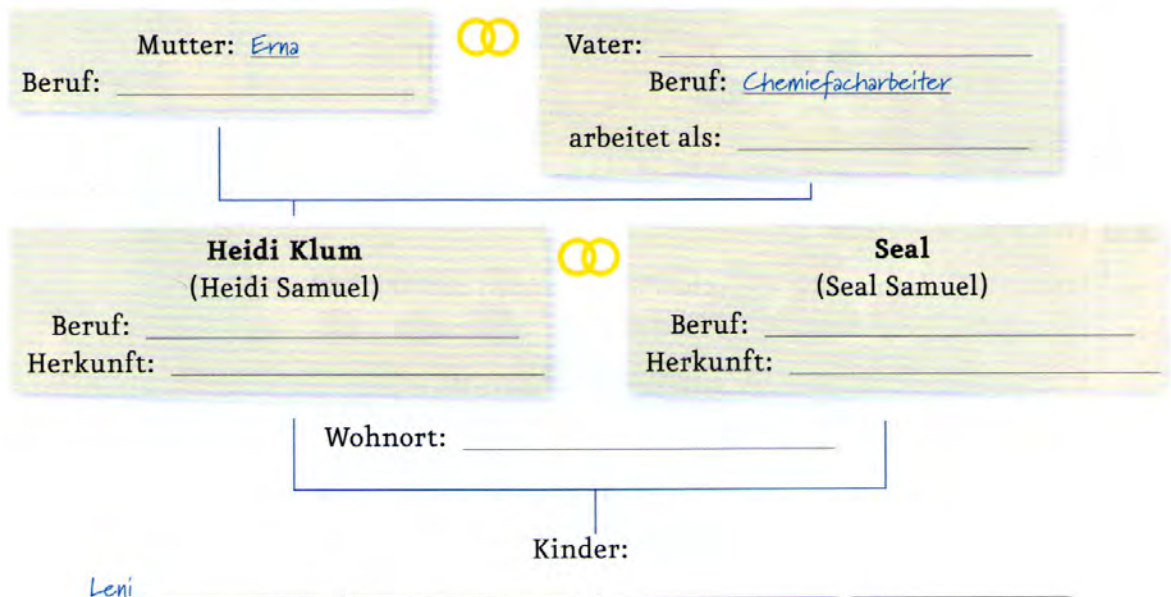 Mutter: Erna
Beruf:
Vater:
Beruf: Chemiefacharbeiter
arbeitet als:
Heidi Klum
(Heidi Samuel)
Beruf:
Herkunft:
Seal
(Seal Samuel)
Beruf:
Herkunft:
Wohnort:
Kinder:
Leni